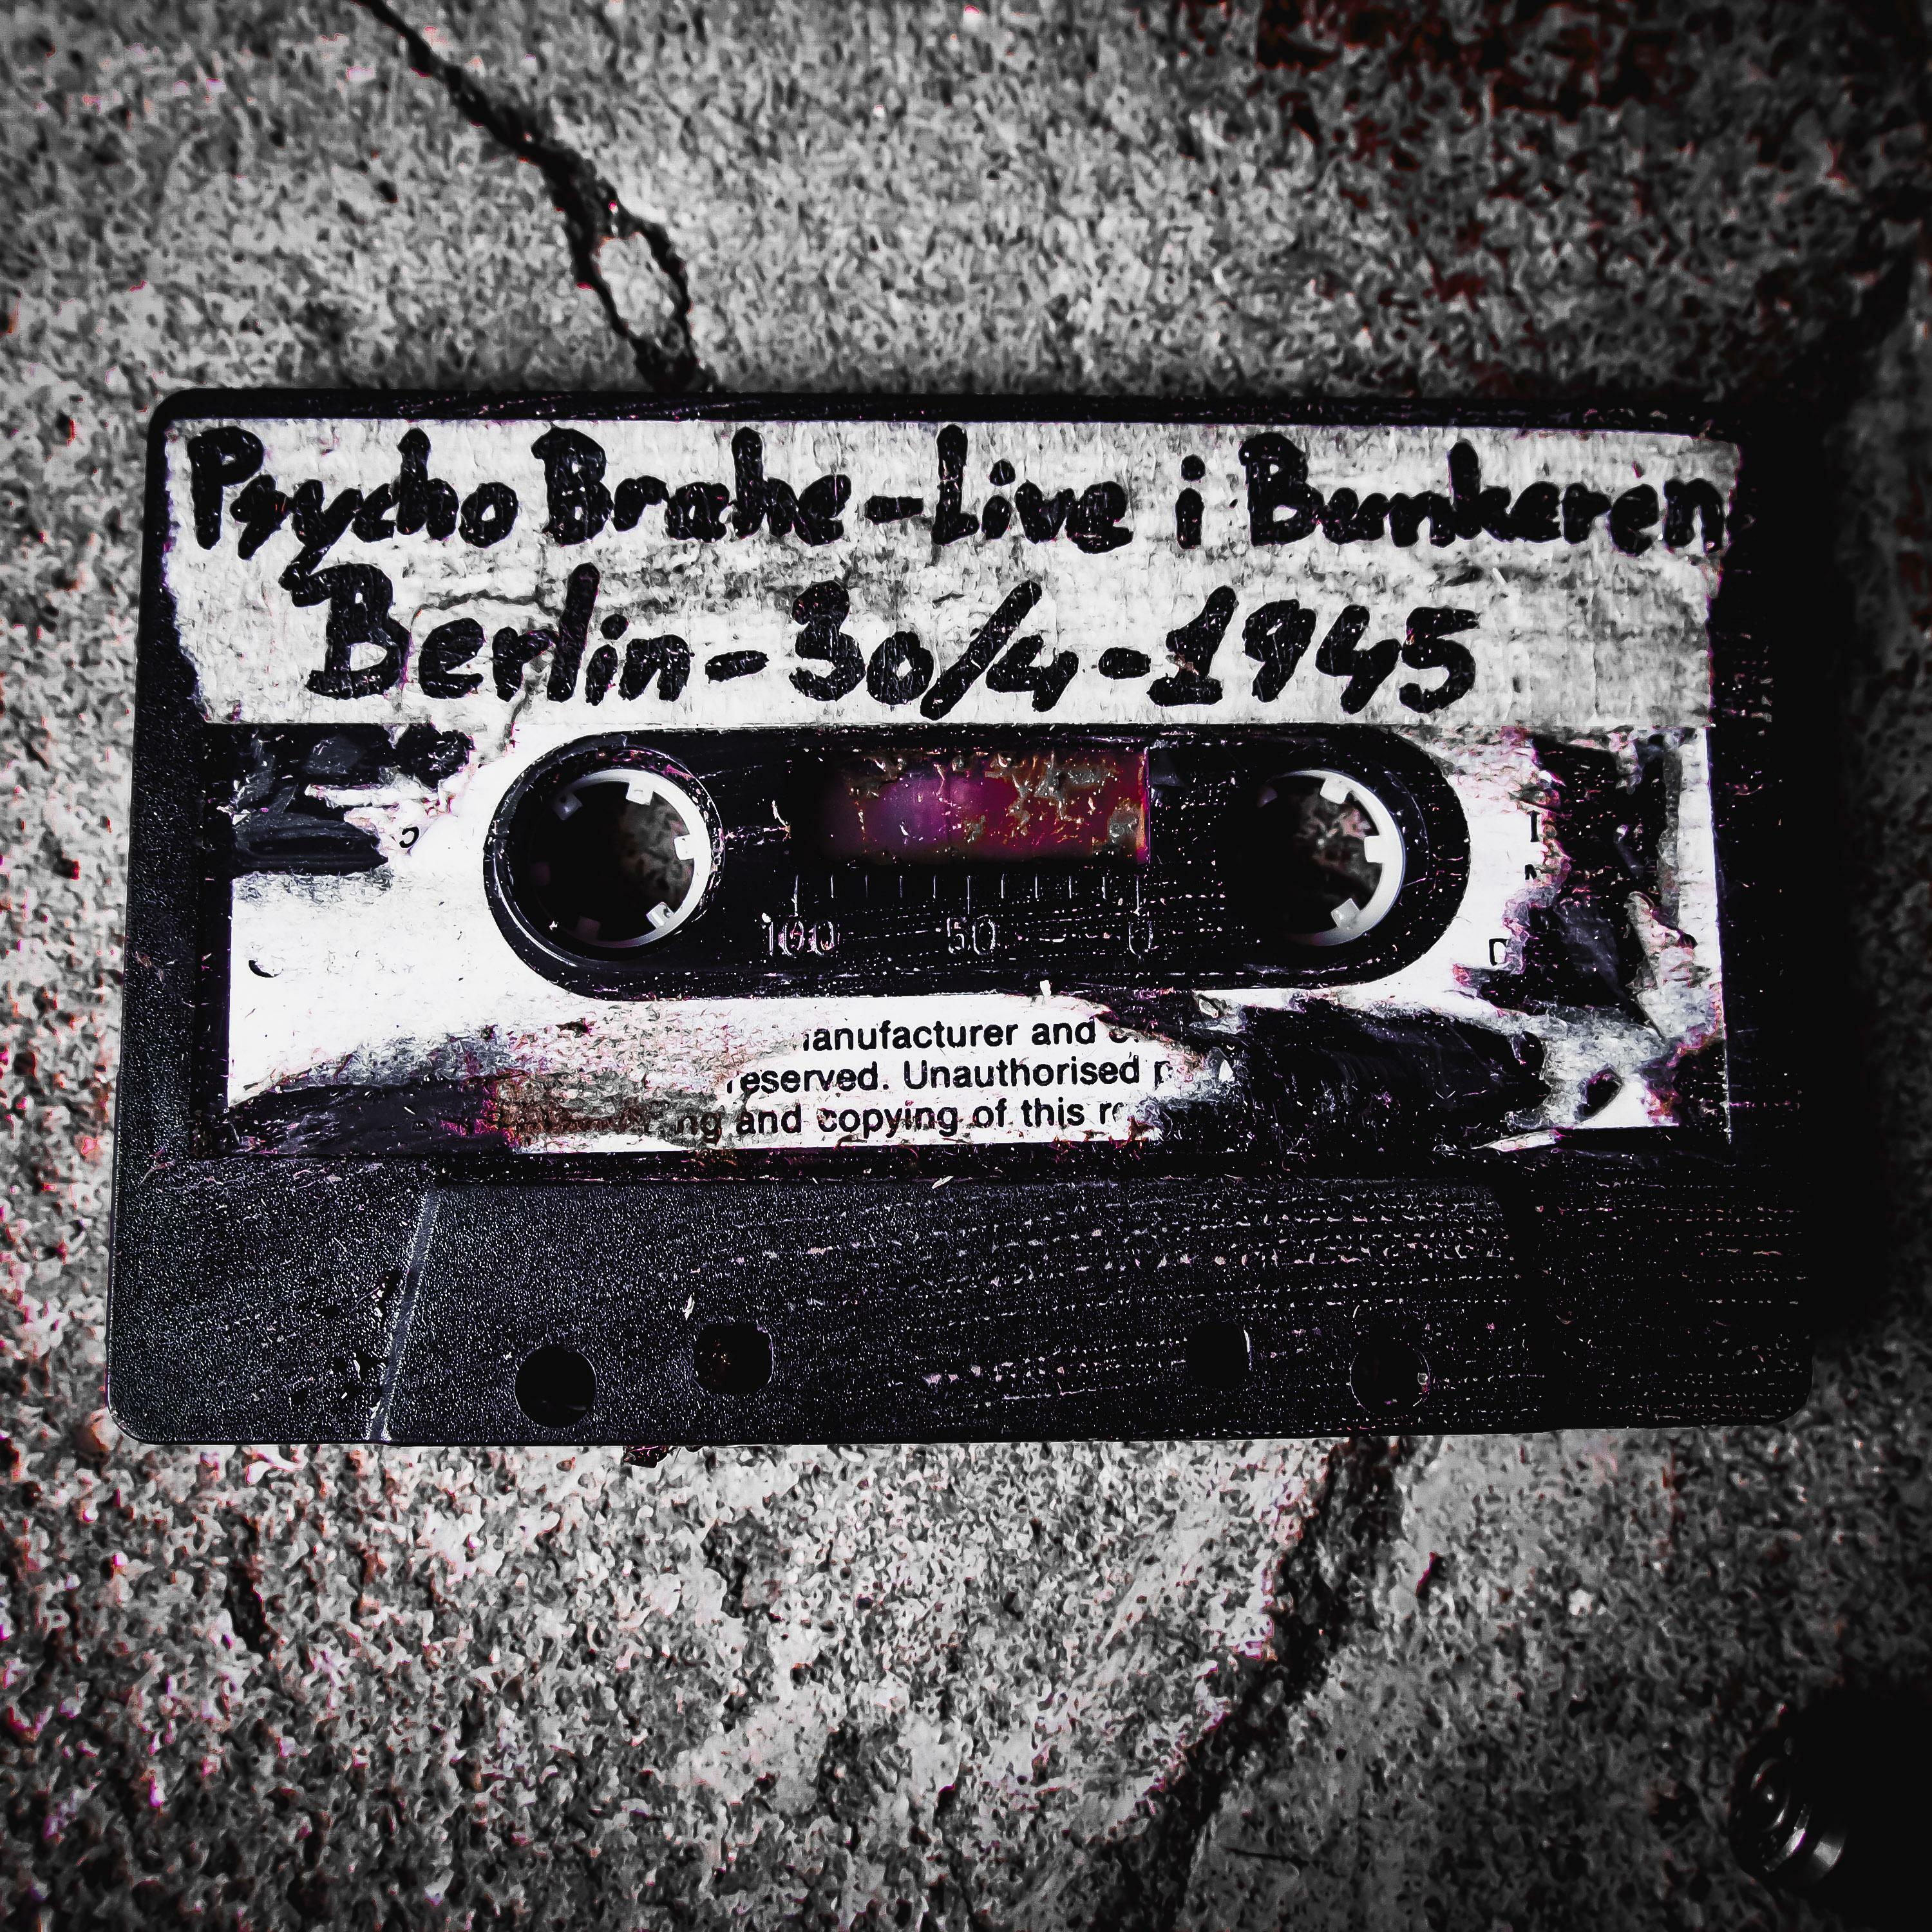 Psycho Brahe - Live i Bunkeren
Berlin - 30/4 - 1945
100 50 0
anufacturer and
eserved. Unauthorised p
ng and copying of this r